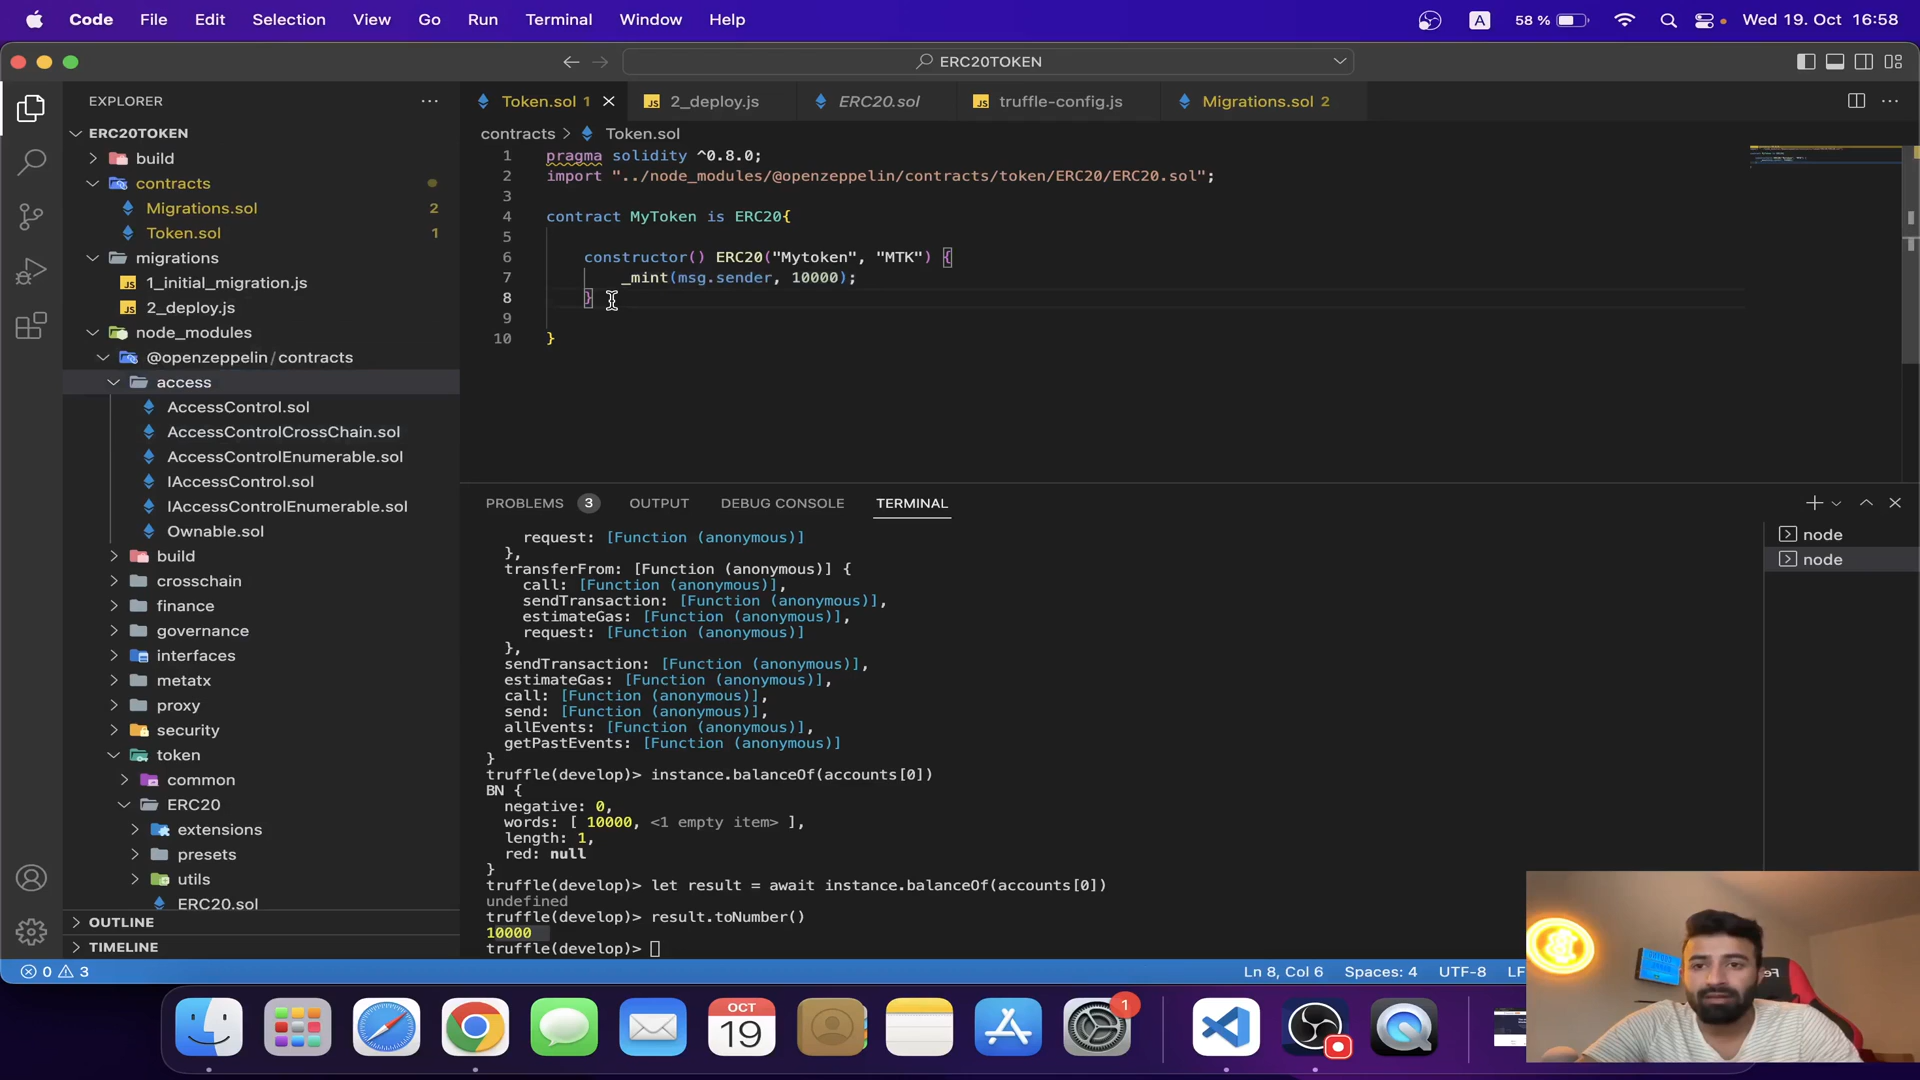 Code File Edit Selection View Go Run Terminal Window Help
A 58 % Wed 19. Oct 16:58
ERC20TOKEN
EXPLORER
ERC20TOKEN
build
contracts
Migrations.sol 2
Token.sol 1
migrations
1_initial_migration.js
2_deploy.js
node_modules
@openzeppelin/contracts
access
AccessControl.sol
AccessControlCrossChain.sol
AccessControlEnumerable.sol
IAccessControl.sol
IAccessControlEnumerable.sol
Ownable.sol
build
crosschain
finance
governance
interfaces
metatx
proxy
security
token
common
ERC20
extensions
presets
utils
ERC20.sol
OUTLINE
TIMELINE
Token.sol 1 2_deploy.js ERC20.sol truffle-config.js Migrations.sol 2
contracts > Token.sol
1 pragma solidity ^0.8.0;
2 import "../node_modules/@openzeppelin/contracts/token/ERC20/ERC20.sol";
3
4 contract MyToken is ERC20{
5
6 constructor() ERC20("Mytoken", "MTK") {
7 _mint(msg.sender, 10000);
8 }
9
10 }
PROBLEMS 3 OUTPUT DEBUG CONSOLE TERMINAL
node
node
request: [Function (anonymous)]
},
transferFrom: [Function (anonymous)] {
call: [Function (anonymous)],
sendTransaction: [Function (anonymous)],
estimateGas: [Function (anonymous)],
request: [Function (anonymous)]
},
sendTransaction: [Function (anonymous)],
estimateGas: [Function (anonymous)],
call: [Function (anonymous)],
send: [Function (anonymous)],
allEvents: [Function (anonymous)],
getPastEvents: [Function (anonymous)]
}
truffle(develop)> instance.balanceOf(accounts[0])
BN {
negative: 0,
words: [ 10000, <1 empty item> ],
length: 1,
red: null
}
truffle(develop)> let result = await instance.balanceOf(accounts[0])
undefined
truffle(develop)> result.toNumber()
10000
truffle(develop)>
0 3 Ln 8, Col 6 Spaces: 4 UTF-8 LF
OCT
19
1